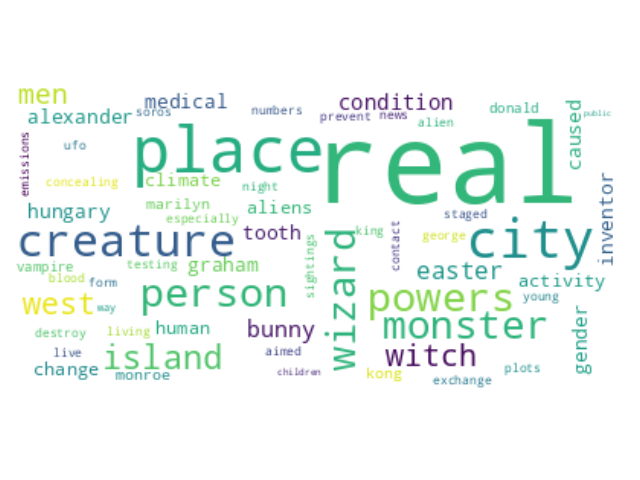 men
alexander
soros
medical
numbers
condition
prevent
news
alien
donald
caused
public
emissions
ufo
place
real
concealing
climate
night
marilyn
especially
aliens
hungary
tooth
staged
inventor
creature
king
contact
george
city
vampire
testing
graham
sightings
wizard
easter
activity
blood
form
person
powers
young
west
way
monster
gender
destroy
living
human
bunny
live
island
aimed
witch
plots
change
monroe
children
kong
exchange